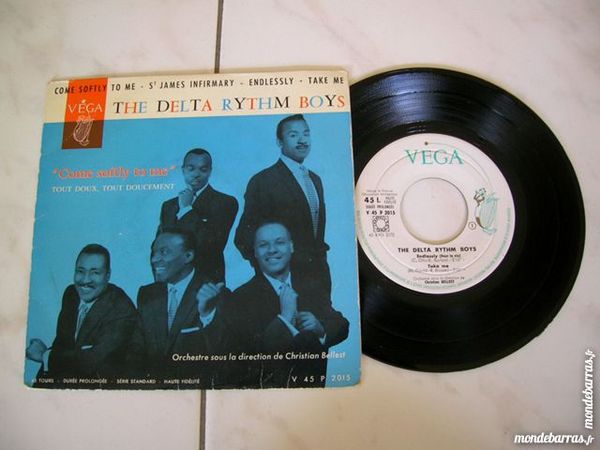 COME SOFTLY TO ME - ST JAMES INFIRMARY - ENDLESSLY - TAKE ME
VÉGA
THE DELTA RYTHM BOYS
"Come softly to me"
TOUT DOUX, TOUT DOUCEMENT
Orchestre sous la direction de Christian Bellest
45 TOURS - DURÉE PROLONGÉE - SÉRIE STANDARD - HAUTE FIDÉLITÉ
V 45 P 2015
VEGA
45 L
V 45 P 2015
1
THE DELTA RYTHM BOYS
Endlessly
Take me
Christian BELLEST
mondebarras.fr
mondebarras.fr